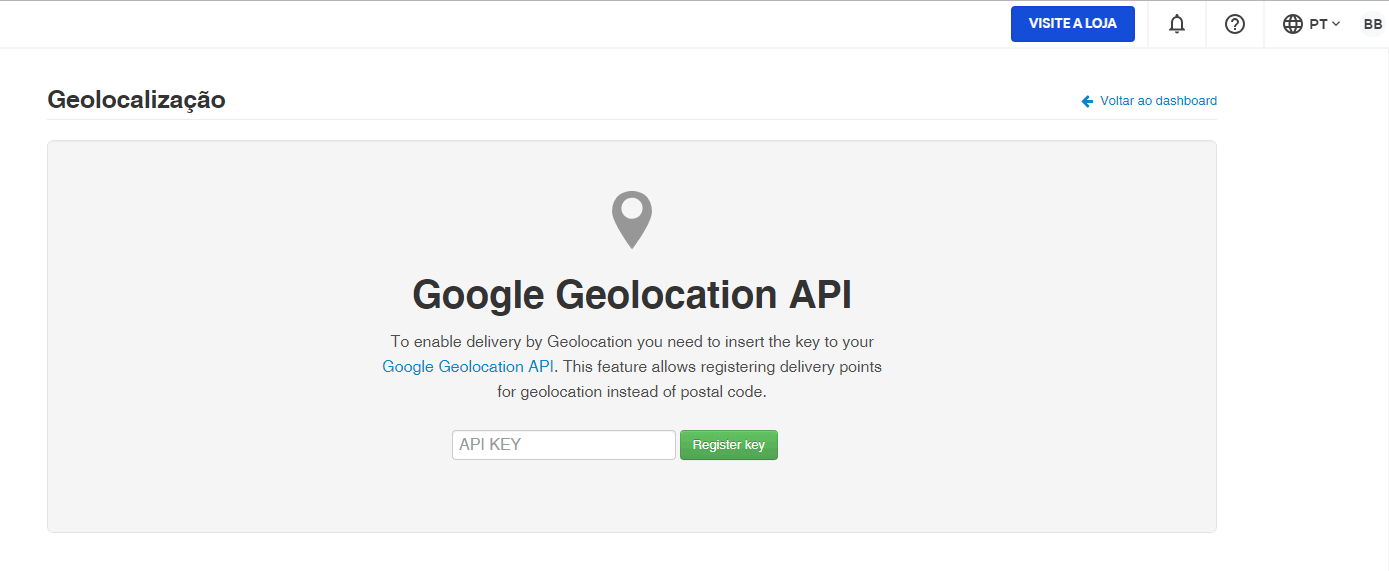 VISITE A LOJA
PT
BB
Geolocalização
Voltar ao dashboard
Google Geolocation API
To enable delivery by Geolocation you need to insert the key to your
Google Geolocation API. This feature allows registering delivery points
for geolocation instead of postal code.
API KEY
Register key